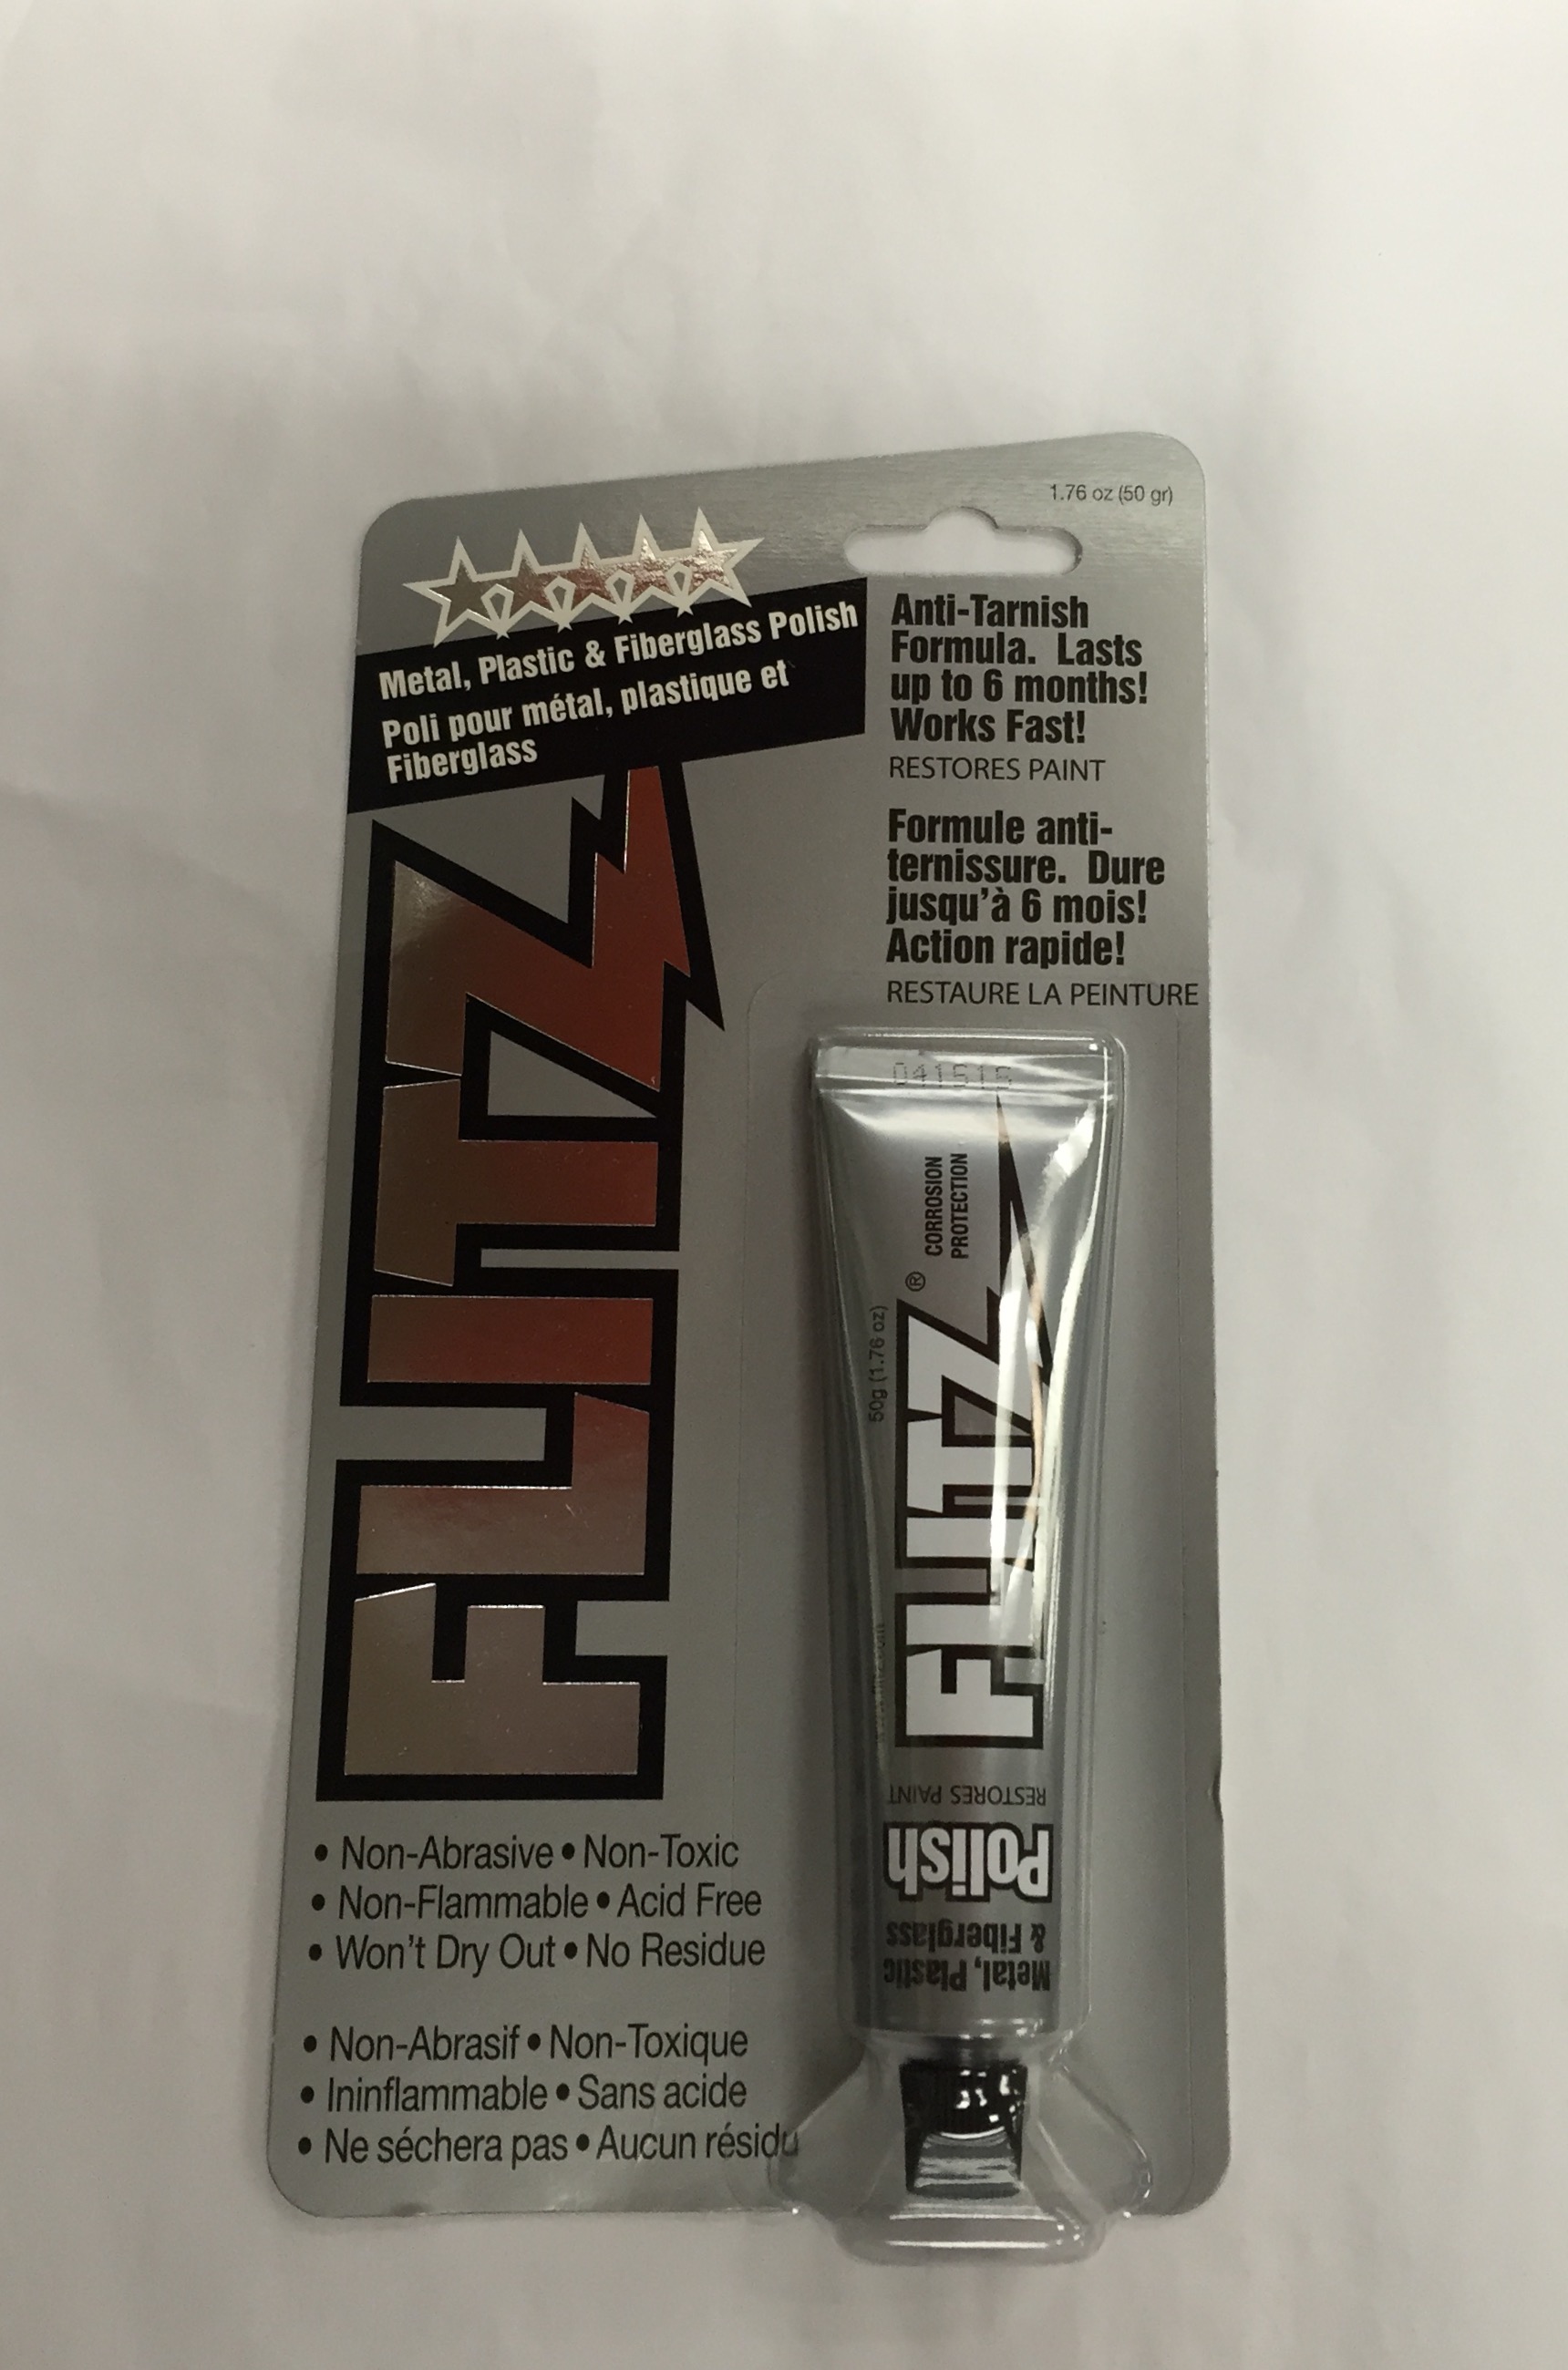 1.76 oz (50 gr)
Metal, Plastic & Fiberglass Polish
Poli pour métal, plastique et
Fiberglass
Anti-Tarnish
Formula. Lasts
up to 6 months!
Works Fast!
RESTORES PAINT
Formule anti-
ternissure. Dure
jusqu'à 6 mois!
Action rapide!
RESTAURE LA PEINTURE
FLITZ
• Non-Abrasive • Non-Toxic
• Non-Flammable • Acid Free
• Won't Dry Out • No Residue
• Non-Abrasif • Non-Toxique
• Ininflammable • Sans acide
• Ne séchera pas • Aucun résidu
041515
CORROSION
PROTECTION
50g (1.76 oz)
FLITZ®
Metal, Plastic
& Fiberglass
Polish
RESTORES PAINT